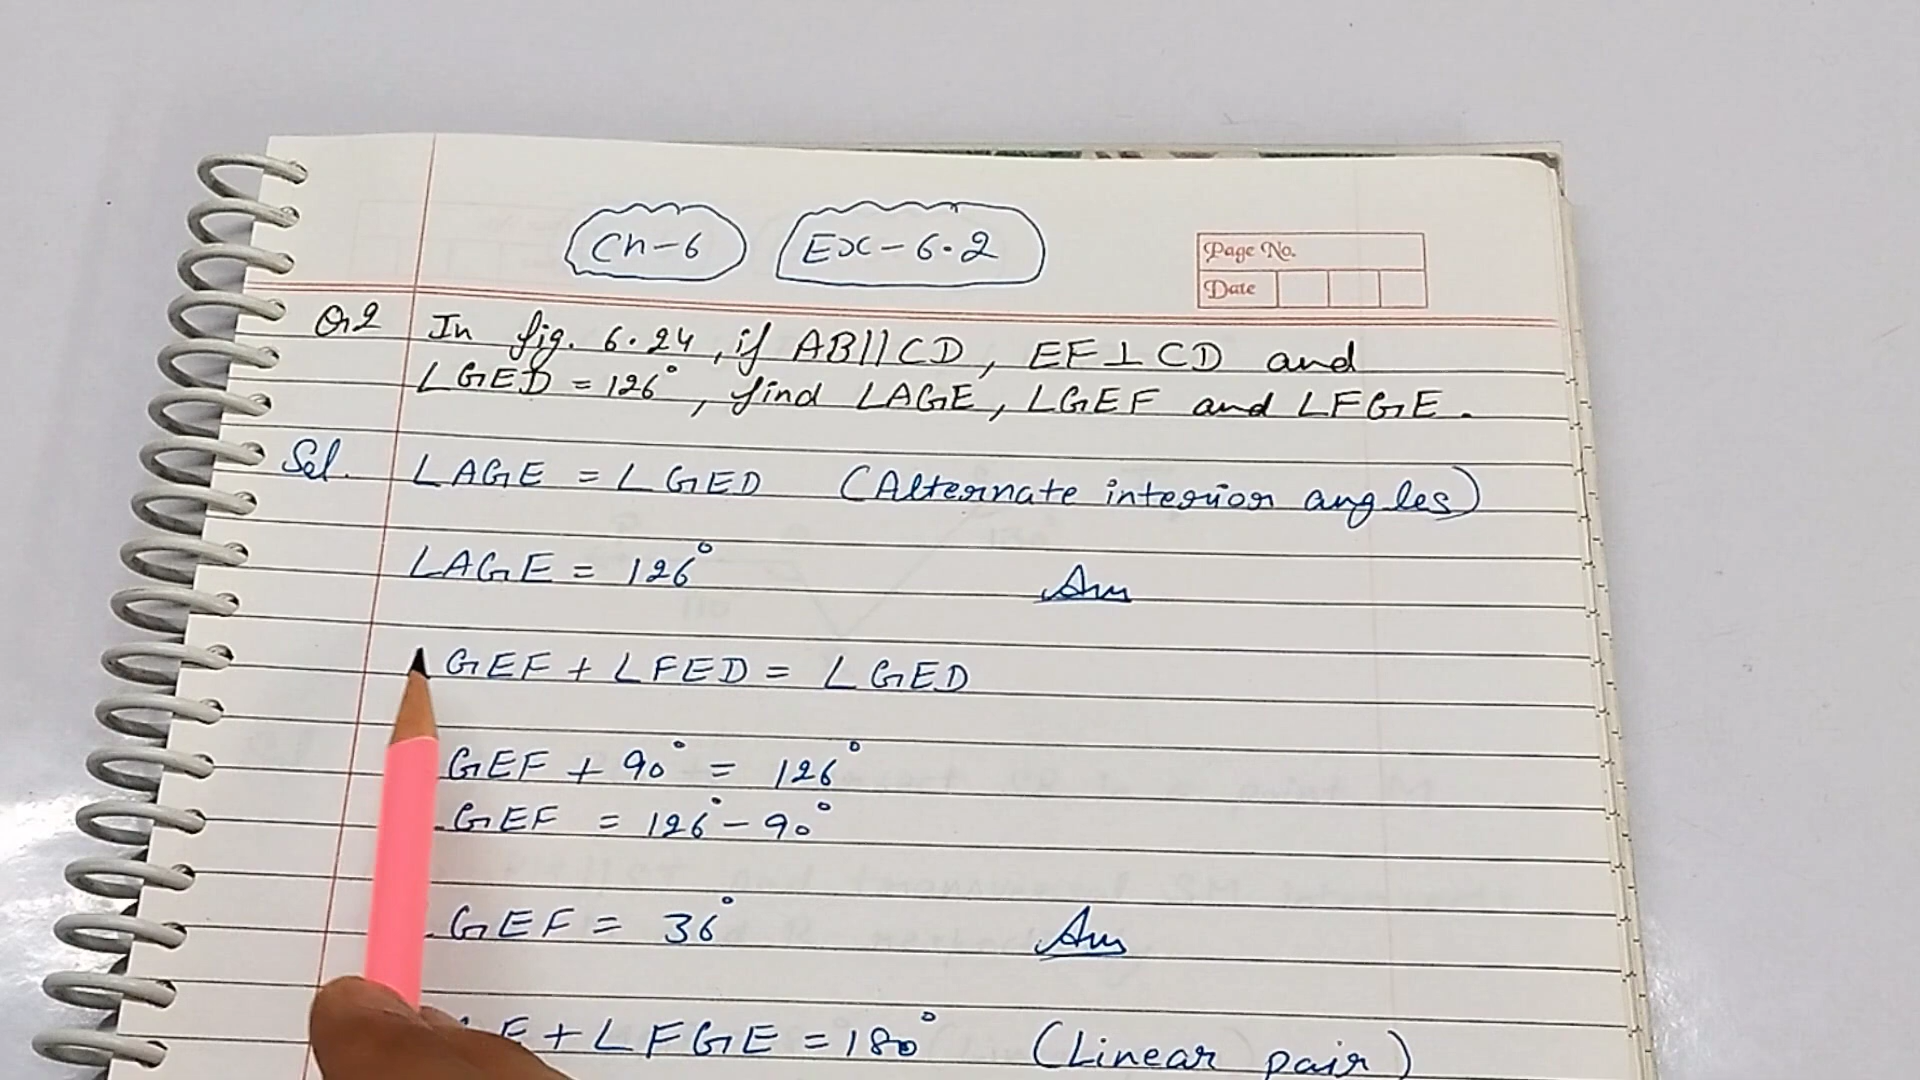 Ch-6 Ex-6.2
Page No.
Date
Q2 In fig. 6.24, if AB||CD, EF⊥CD and
∠GED = 126°, find ∠AGE, ∠GEF and ∠FGE.
Sol. ∠AGE = ∠GED (Alternate interior angles)
∠AGE = 126° Ans
GEF + ∠FED = ∠GED
GEF + 90° = 126°
GEF = 126° - 90°
GEF = 36° Ans
E + ∠FGE = 180° (Linear pair)